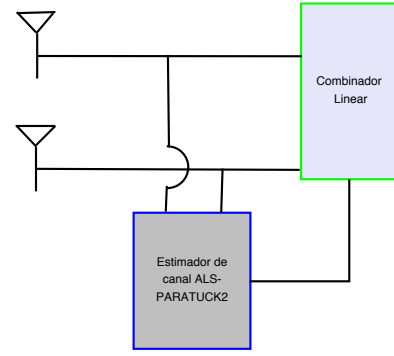 Combinador
Linear
Estimador de
canal ALS-
PARATUCK2